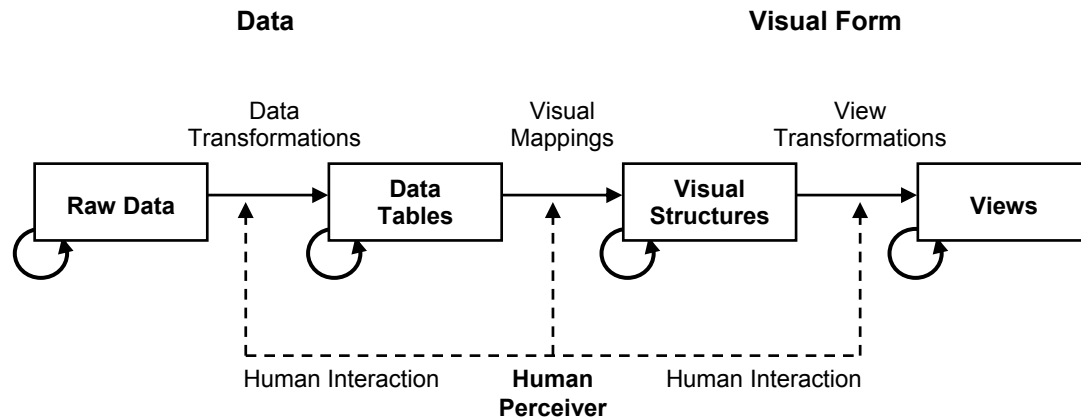 Data
Visual Form
Data
Transformations
Visual
Mappings
View
Transformations
Raw Data
Data
Tables
Visual
Structures
Views
Human Interaction
Human
Perceiver
Human Interaction